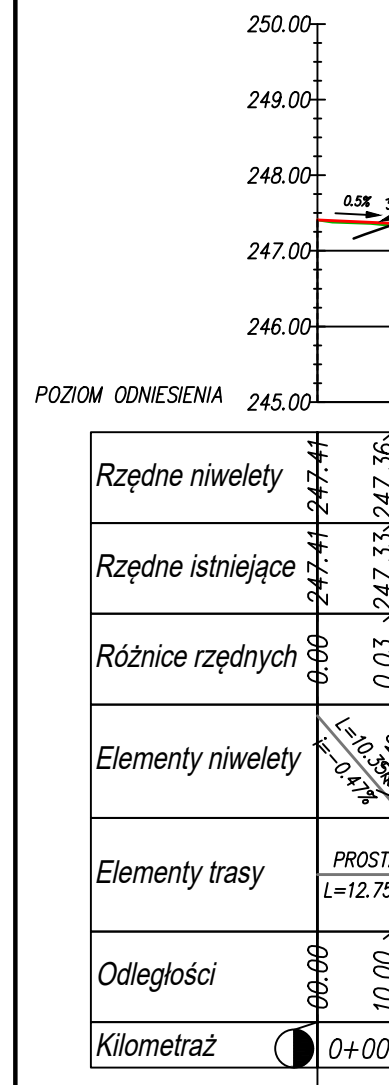 250.00
249.00
248.00
0.5%
247.00
246.00
POZIOM ODNIESIENIA 245.00
Rzędne niwelety 247.41 247.36
Rzędne istniejące 247.41 247.33
Różnice rzędnych 0.00 0.03
Elementy niwelety L=10.35 i=-0.47%
Elementy trasy PROST
L=12.75
Odległości 00.00 10.00
Kilometraż 0+00